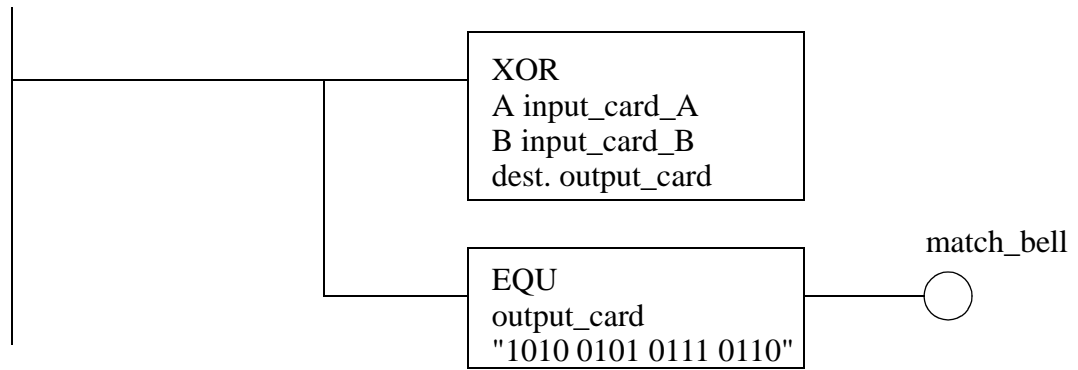 XOR
A input_card_A
B input_card_B
dest. output_card
match_bell
EQU
output_card
"1010 0101 0111 0110"